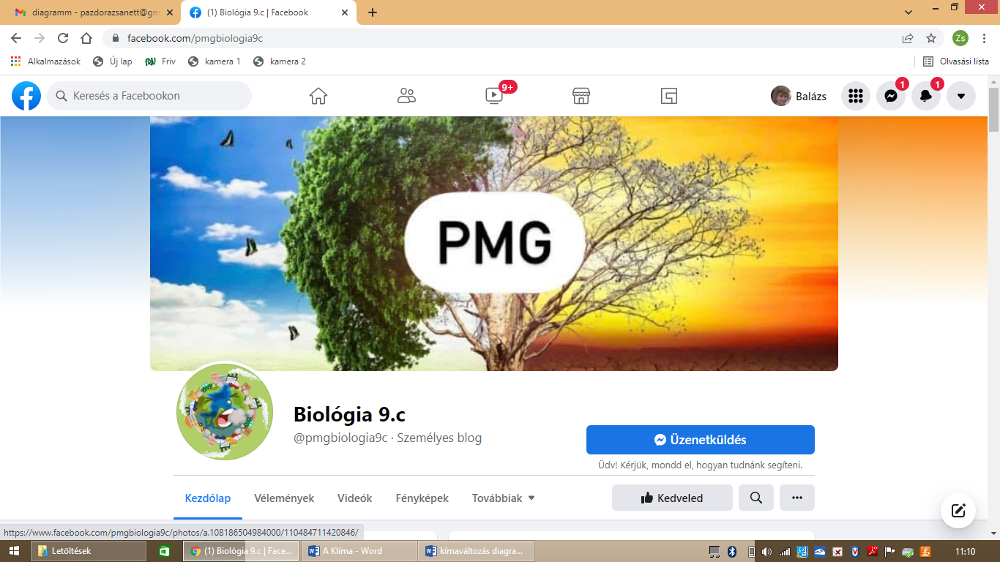 diagramm - pazdorazsanett@gm
(1) Biológia 9.c | Facebook
facebook.com/pmgbiologia9c
Zs
Alkalmazások
Új lap
Friv
kamera 1
kamera 2
Olvasási lista
Keresés a Facebookon
9+
Balázs
1
1
PMG
Biológia 9.c
@pmgbiologia9c · Személyes blog
Üzenetküldés
Üdv! Kérjük, mondd el, hogyan tudnánk segíteni.
Kezdőlap
Vélemények
Videók
Fényképek
Továbbiak
Kedveled
https://www.facebook.com/pmgbiologia9c/photos/a.108186504984000/110484711420846/
Letöltések
(1) Biológia 9.c | Face...
A Klíma - Word
kímaváltozás diagra...
11:10